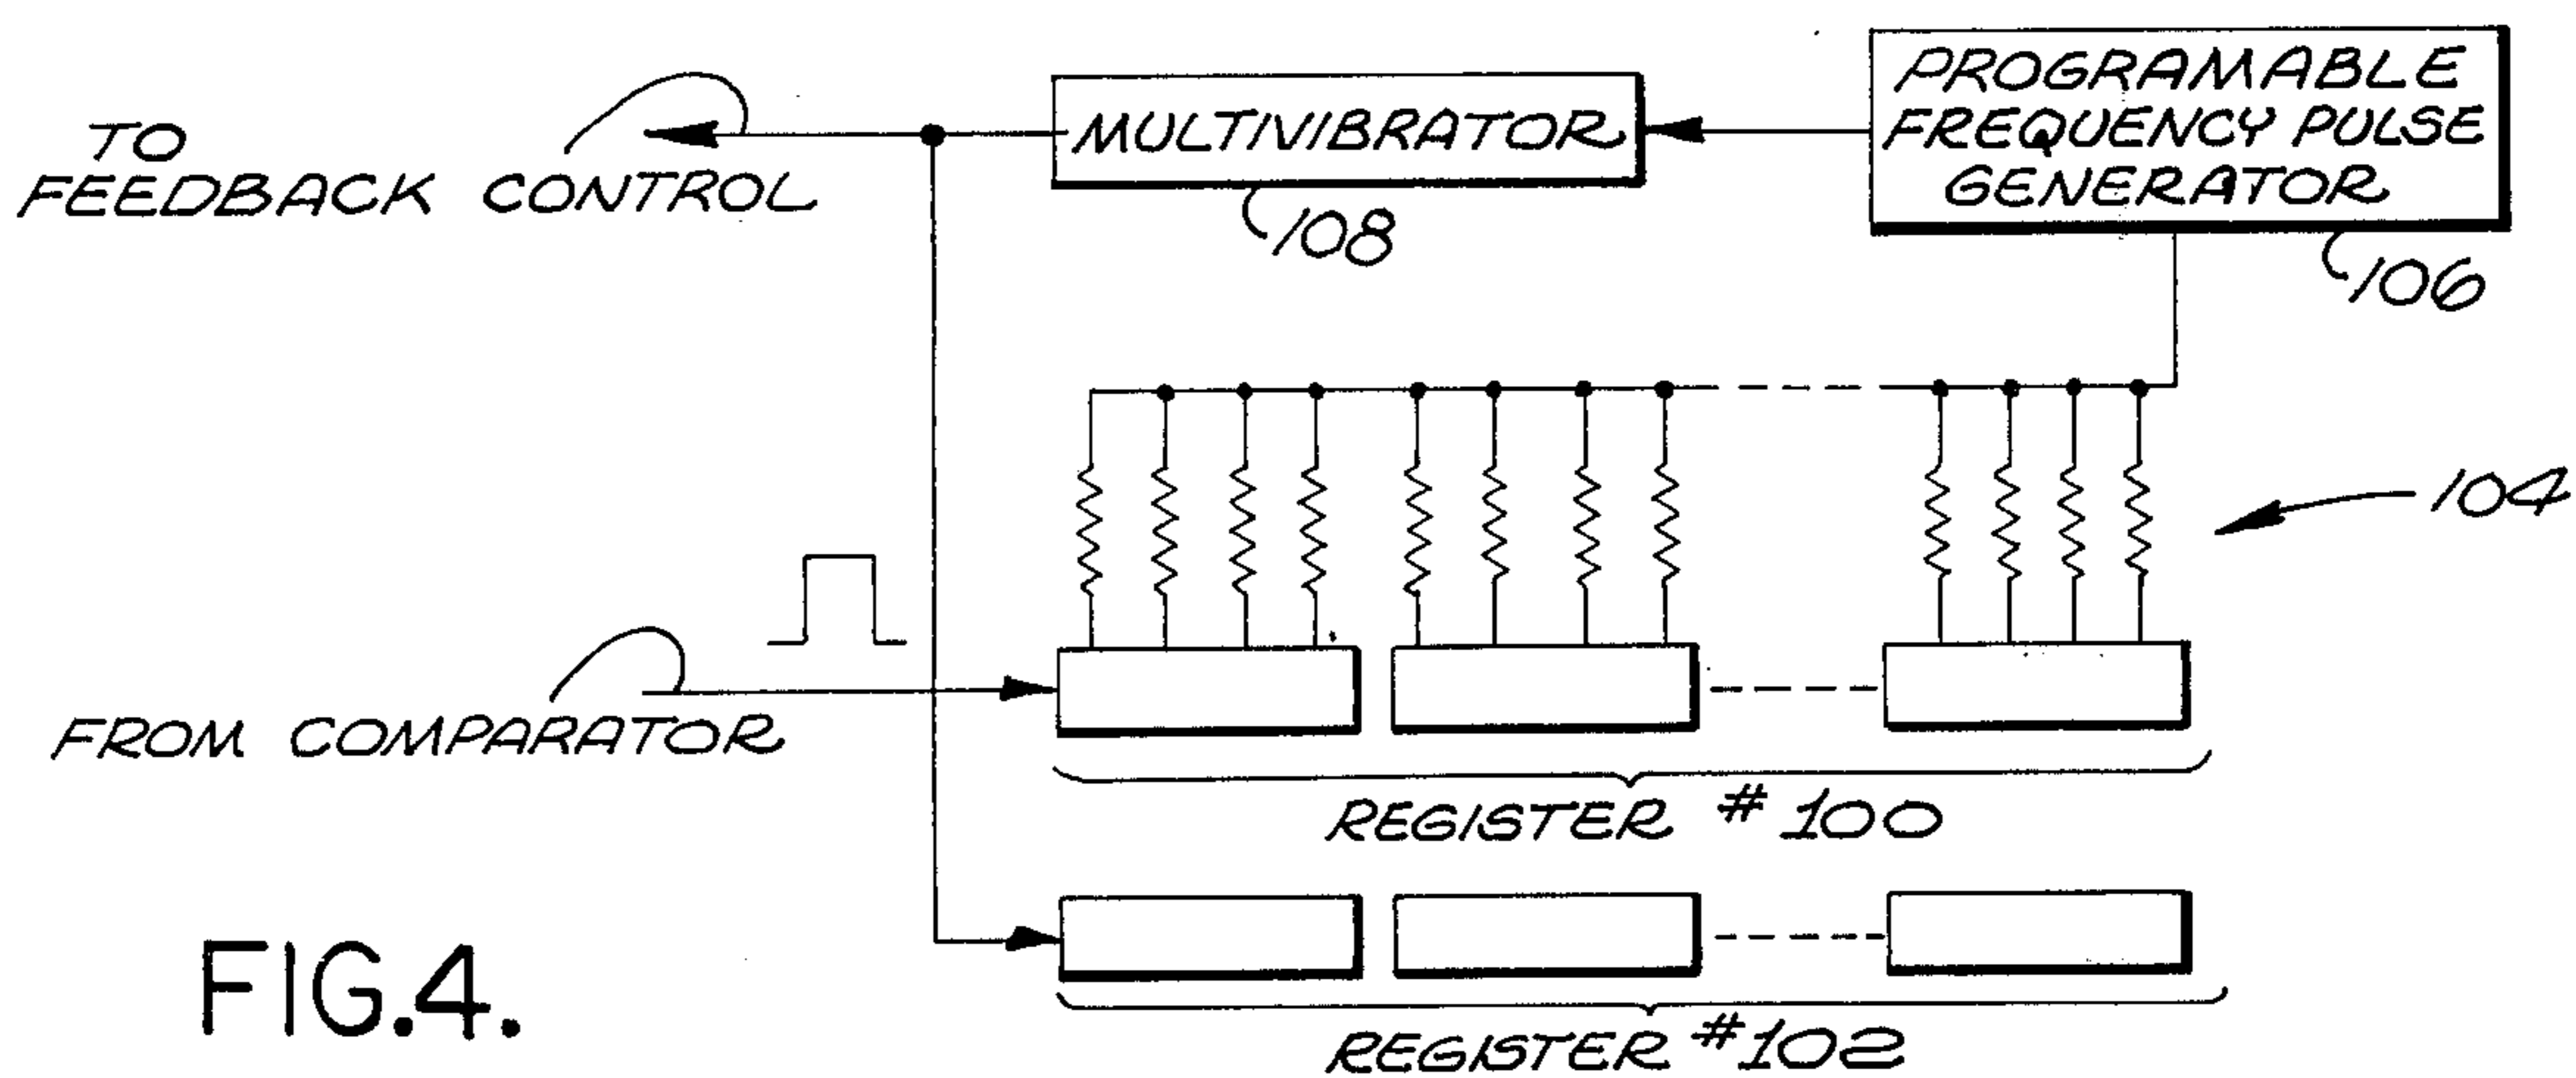 PROGRAMABLE
FREQUENCY PULSE
GENERATOR
MULTIVIBRATOR
TO
FEEDBACK CONTROL
108
106
104
FROM COMPARATOR
REGISTER #100
REGISTER #102
FIG.4.